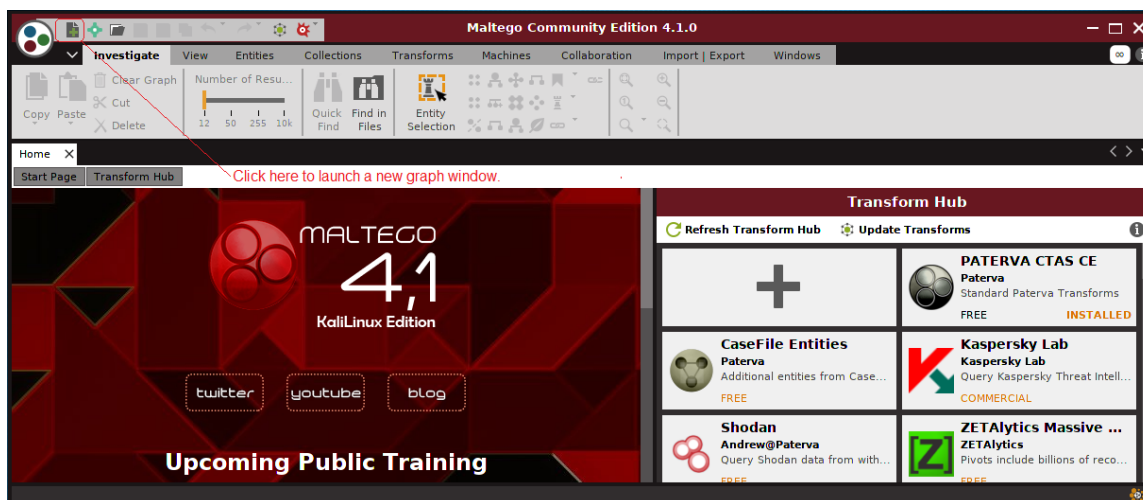 Maltego Community Edition 4.1.0
Investigate View Entities Collections Transforms Machines Collaboration Import | Export Windows
Copy Paste
Clear Graph
Cut
Delete
Number of Resu...
12 50 255 10k
Quick Find
Find in Files
Entity Selection
Home
Start Page Transform Hub
Click here to launch a new graph window.
MALTEGO
4,1
KaliLinux Edition
twitter youtube blog
Upcoming Public Training
Transform Hub
Refresh Transform Hub Update Transforms
PATERVA CTAS CE
Paterva
Standard Paterva Transforms
FREE INSTALLED
CaseFile Entities
Paterva
Additional entities from Case...
FREE
Kaspersky Lab
Kaspersky Lab
Query Kaspersky Threat Intell...
COMMERCIAL
Shodan
Andrew@Paterva
Query Shodan data from with...
FREE
ZETAlytics Massive ...
ZETAlytics
Pivots include billions of reco...
FREE